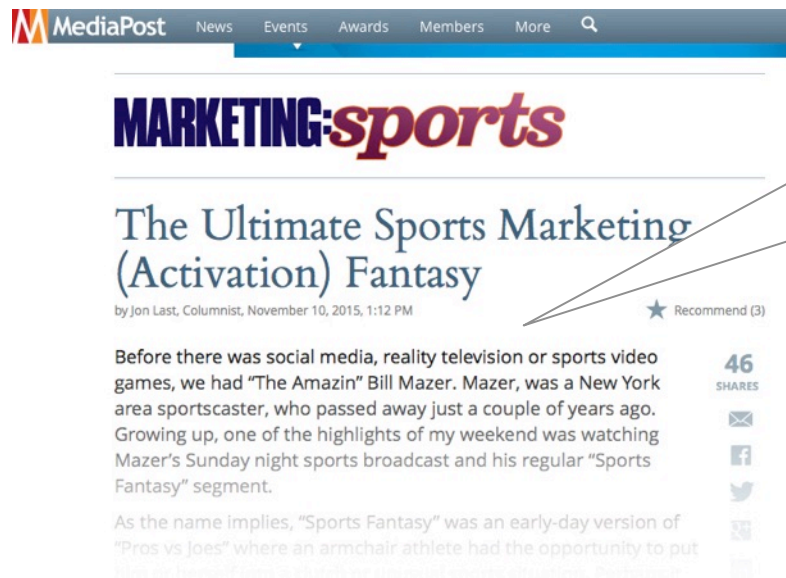 MediaPost News Events Awards Members More
MARKETING:sports
The Ultimate Sports Marketing
(Activation) Fantasy
by Jon Last, Columnist, November 10, 2015, 1:12 PM
Recommend (3)
Before there was social media, reality television or sports video
games, we had “The Amazin” Bill Mazer. Mazer, was a New York
area sportscaster, who passed away just a couple of years ago.
Growing up, one of the highlights of my weekend was watching
Mazer’s Sunday night sports broadcast and his regular “Sports
Fantasy” segment.
46
SHARES
As the name implies, “Sports Fantasy” was an early-day version of
“Pros vs Joes” where an armchair athlete had the opportunity to put